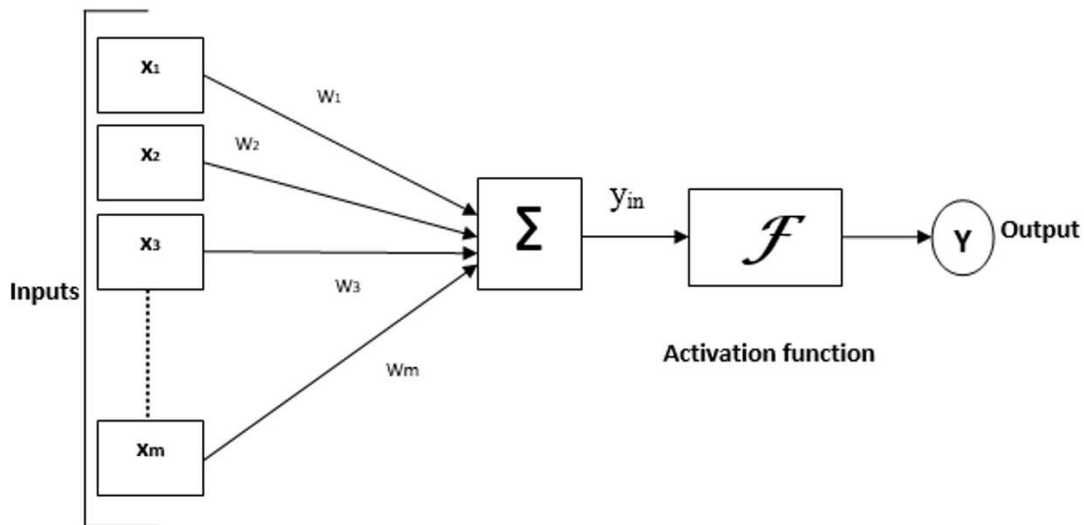 Inputs
x₁
x₂
x₃
xm
W₁
W₂
W₃
Wm
Σ
yin
ℱ
Y
Output
Activation function